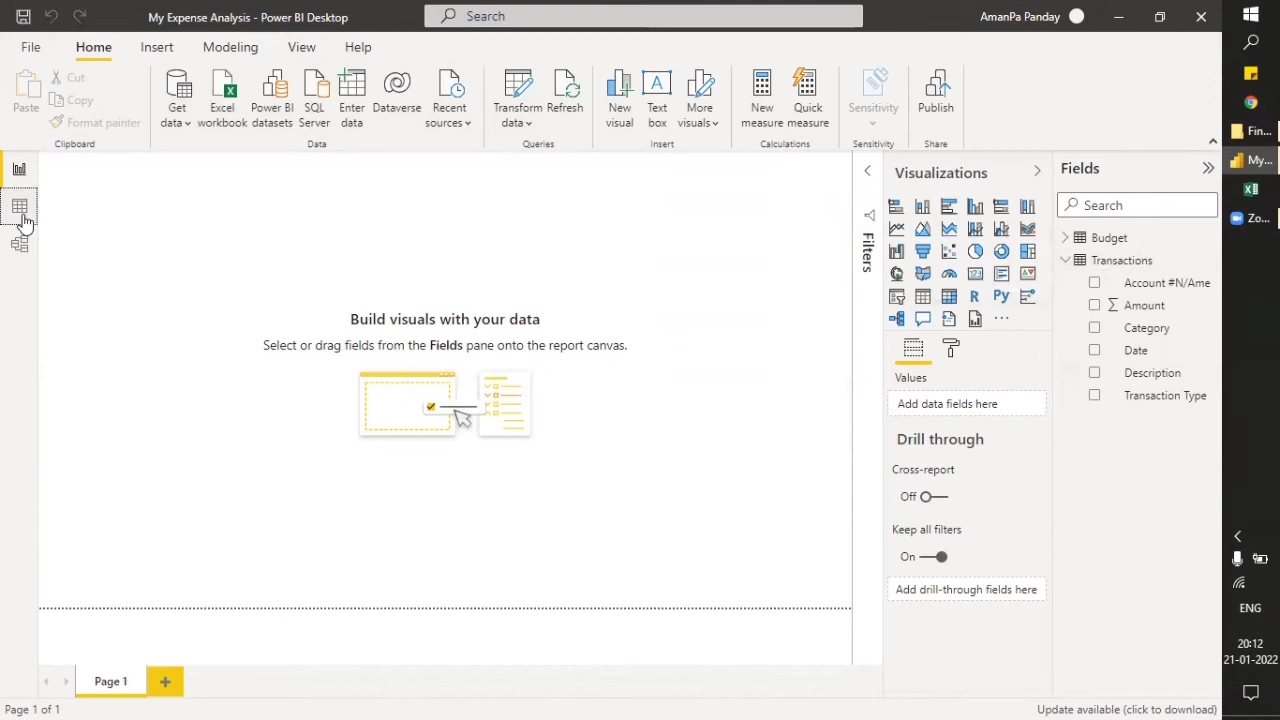 My Expense Analysis - Power BI Desktop
Search
AmanPa Panday
File
Home
Insert
Modeling
View
Help
Paste
Cut
Copy
Format painter
Clipboard
Get
data
Excel
workbook
Power BI
datasets
SQL
Server
Enter
data
Dataverse
Recent
sources
Data
Transform
data
Refresh
Queries
New
visual
A
Text
box
More
visuals
Insert
New
measure
Quick
measure
Calculations
Sensitivity
Sensitivity
Publish
Share
Filters
Build visuals with your data
Select or drag fields from the Fields pane onto the report canvas.
Visualizations
R
Py
Values
Add data fields here
Drill through
Cross-report
Off
Keep all filters
On
Add drill-through fields here
Fields
Search
Budget
Transactions
Account #N/Ame
Σ Amount
Category
Date
Description
Transaction Type
Page 1
Page 1 of 1
Update available (click to download)
Fin...
My...
Zo...
ENG
20:12
21-01-2022